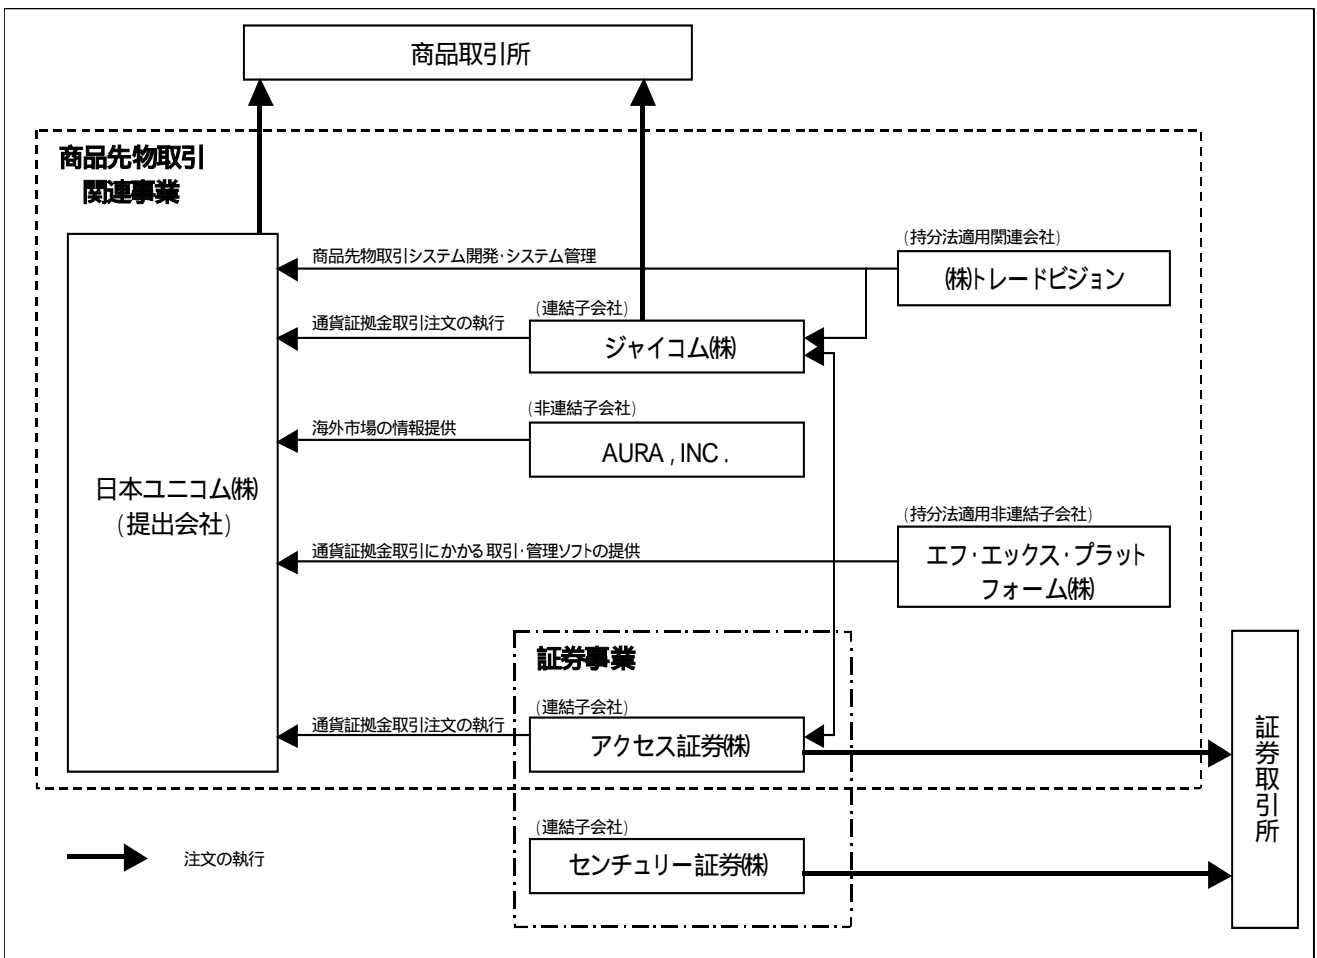 商品取引所
商品先物取引
関連事業
(持分法適用関連会社)
商品先物取引システム開発・システム管理
(株)トレードビジョン
(連結子会社)
通貨証拠金取引注文の執行
ジャイコム(株)
(非連結子会社)
海外市場の情報提供
AURA , INC .
日本ユニコム(株)
(提出会社)
(持分法適用非連結子会社)
通貨証拠金取引にかかる取引・管理ソフトの提供
エフ・エックス・プラット
フォーム(株)
証券事業
(連結子会社)
通貨証拠金取引注文の執行
アクセス証券(株)
証券取引所
(連結子会社)
センチュリー証券(株)
注文の執行